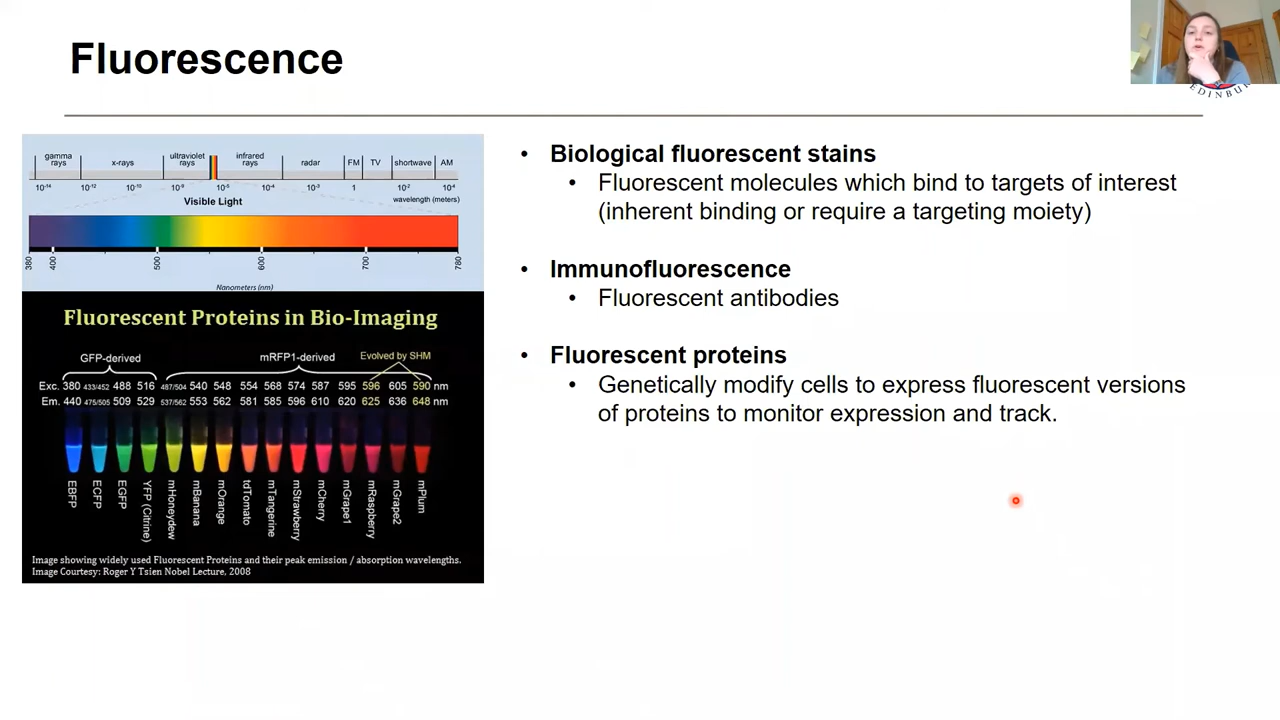 Fluorescence
EDINBUR
gamma rays x-rays ultraviolet rays infrared rays radar FM TV shortwave AM
10⁻¹⁴ 10⁻¹² 10⁻¹⁰ 10⁻⁸ 10⁻⁵ 10⁻⁴ 10⁻³ 1 10⁻² 10⁻⁴
Visible Light wavelength (meters)
380 400 500 600 700 780
Nanometers (nm)
Fluorescent Proteins in Bio-Imaging
GFP-derived mRFP1-derived Evolved by SHM
Exc. 380 433/452 488 516 487/504 540 548 554 568 574 587 595 596 605 590 nm
Em. 440 475/505 509 529 537/562 553 562 581 585 596 610 620 625 636 648 nm
EBFP ECFP EGFP YFP (Citrine) mHoneydew mBanana mOrange tdTomato mTangerine mStrawberry mCherry mGrape1 mRaspberry mGrape2 mPlum
Image showing widely used Fluorescent Proteins and their peak emission / absorption wavelengths.
Image Courtesy: Roger Y Tsien Nobel Lecture, 2008
• Biological fluorescent stains
• Fluorescent molecules which bind to targets of interest
(inherent binding or require a targeting moiety)
• Immunofluorescence
• Fluorescent antibodies
• Fluorescent proteins
• Genetically modify cells to express fluorescent versions
of proteins to monitor expression and track.